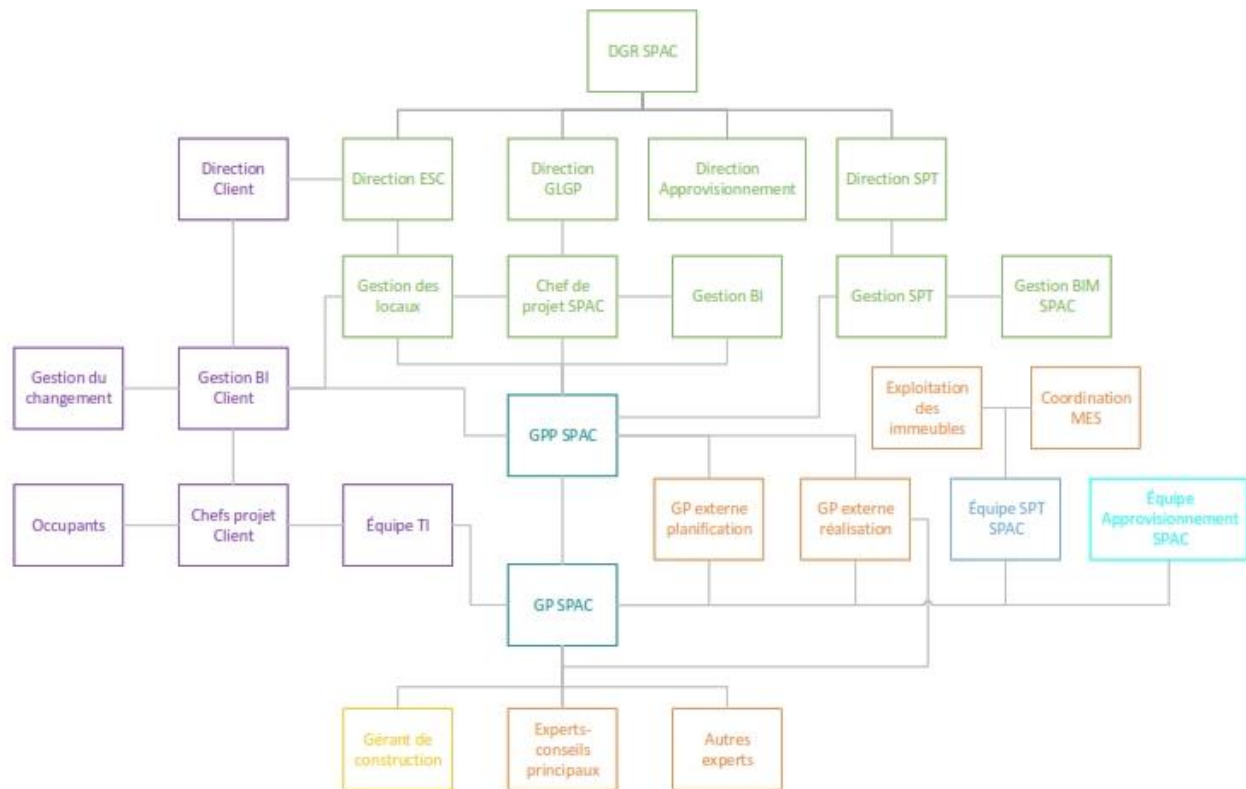 DGR SPAC
Direction
Client
Direction ESC
Direction
GLGP
Direction
Approvisionnement
Direction SPT
Gestion des
locaux
Chef de
projet SPAC
Gestion BI
Gestion SPT
Gestion BIM
SPAC
Gestion du
changement
Gestion BI
Client
GPP SPAC
Exploitation
des
immeubles
Coordination
MES
Occupants
Chefs projet
Client
Équipe TI
GP externe
planification
GP externe
réalisation
Équipe SPT
SPAC
Équipe
Approvisionnement
SPAC
GP SPAC
Gérant de
construction
Experts-
conseils
principaux
Autres
experts